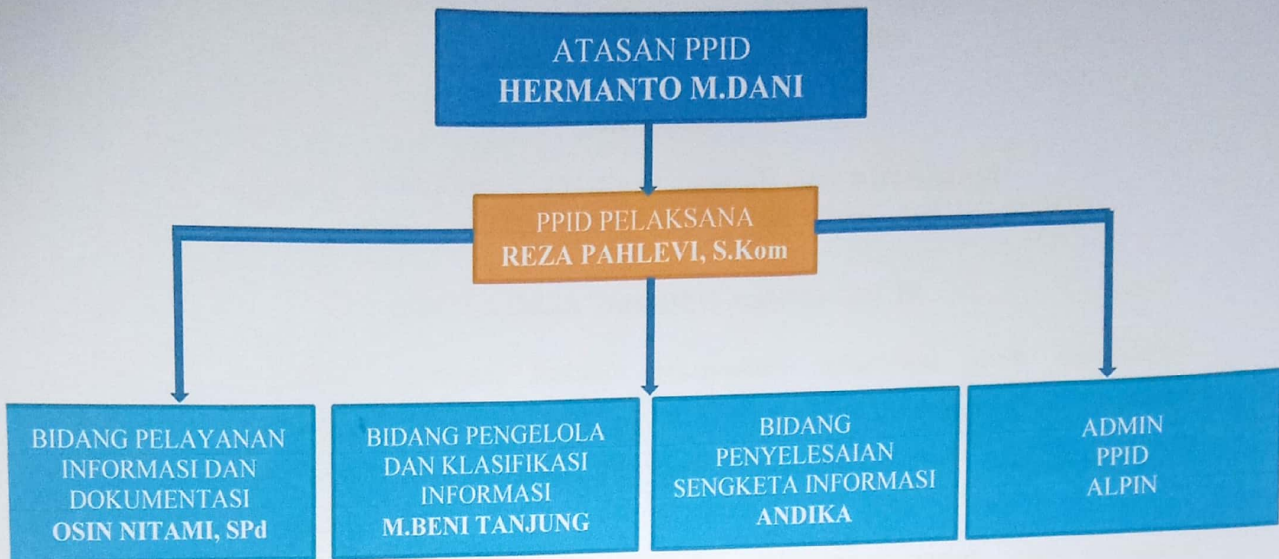 ATASAN PPID
HERMANTO M.DANI
PPID PELAKSANA
REZA PAHLEVI, S.Kom
BIDANG PELAYANAN
INFORMASI DAN
DOKUMENTASI
OSIN NITAMI, SPd
BIDANG PENGELOLA
DAN KLASIFIKASI
INFORMASI
M.BENI TANJUNG
BIDANG
PENYELESAIAN
SENGKETA INFORMASI
ANDIKA
ADMIN
PPID
ALPIN